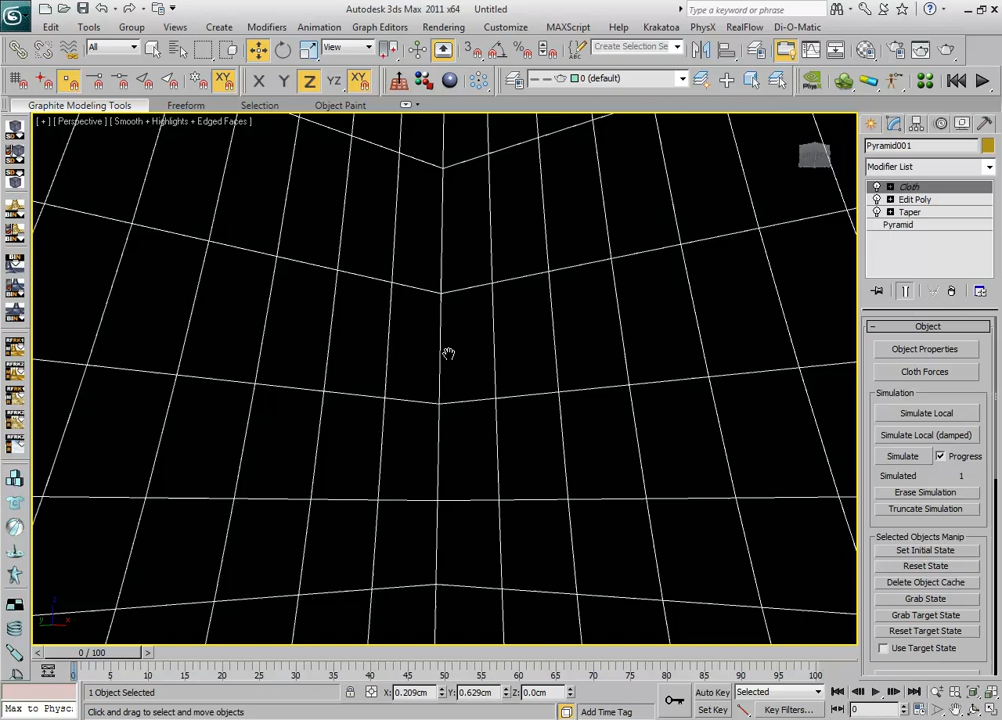 Autodesk 3ds Max 2011 x64    Untitled
Type a keyword or phrase
Edit Tools Group Views Create Modifiers Animation Graph Editors Rendering Customize MAXScript Help Krakatoa PhysX RealFlow Di-O-Matic
All View Create Selection Se
X Y Z YZ XY 0 (default)
Graphite Modeling Tools Freeform Selection Object Paint
[ + ] [ Perspective ] [ Smooth + Highlights + Edged Faces ]
Pyramid001
Modifier List
Cloth
Edit Poly
Taper
Pyramid
Object
Object Properties
Cloth Forces
Simulation
Simulate Local
Simulate Local (damped)
Simulate Progress
Simulated 1
Erase Simulation
Truncate Simulation
Selected Objects Manip
Set Initial State
Reset State
Delete Object Cache
Grab State
Grab Target State
Reset Target State
Use Target State
z
y x
< 0 / 100 >
0 5 10 15 20 25 30 35 40 45 50 55 60 65 70 75 80 85 90 95 100
1 Object Selected X: 0.209cm Y: 0.629cm Z: 0.0cm Auto Key Selected
Max to Physc Click and drag to select and move objects Add Time Tag Set Key Key Filters... 0